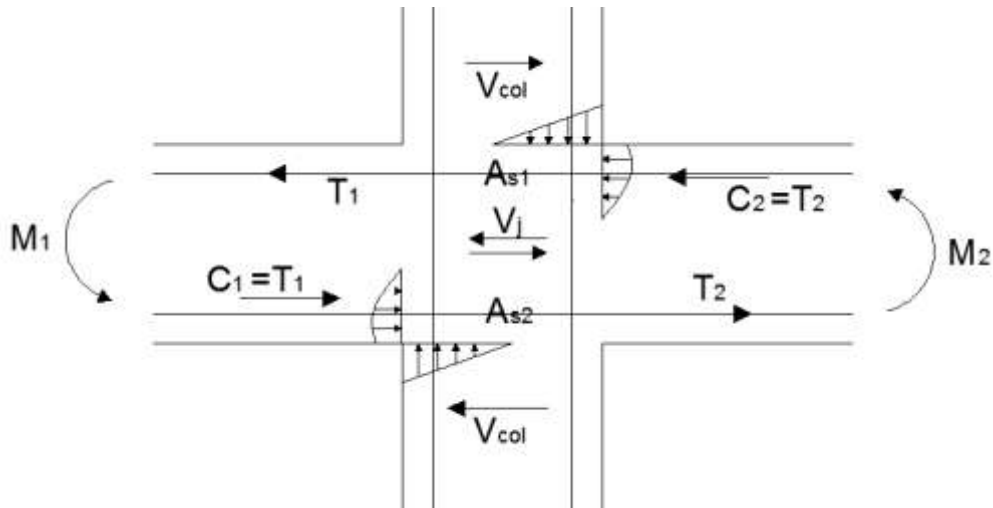 Vcol
As1
T1
C2=T2
M1
Vj
M2
C1=T1
T2
As2
Vcol